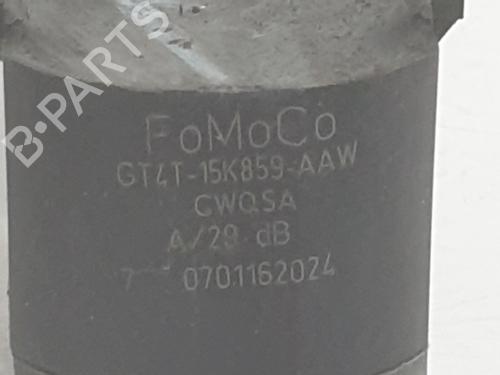 B-PARTS
FoMoCo
GT4T-15K859-AAW
CWQSA
A/29 dB
0701162024